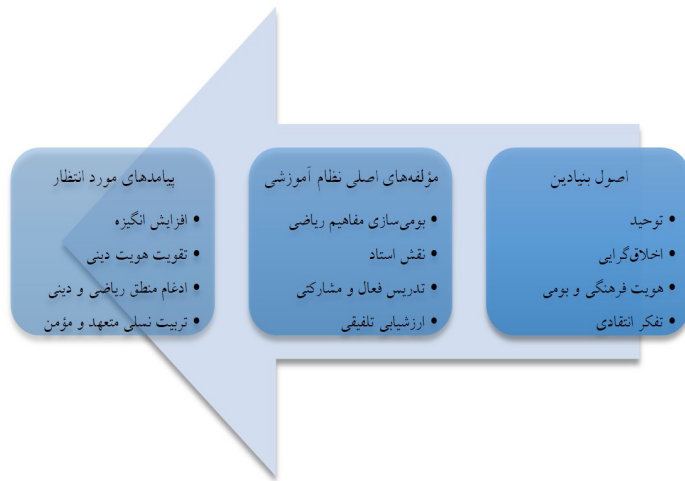 اصول بنیادین
• توحید
• اخلاق‌گرایی
• هویت فرهنگی و بومی
• تفکر انتقادی
مؤلفه‌های اصلی نظام آموزشی
• بومی‌سازی مفاهیم ریاضی
• نقش استاد
• تدریس فعال و مشارکتی
• ارزشیابی تلفیقی
پیامدهای مورد انتظار
• افزایش انگیزه
• تقویت هویت دینی
• ادغام منطق ریاضی و دینی
• تربیت نسلی متعهد و مؤمن